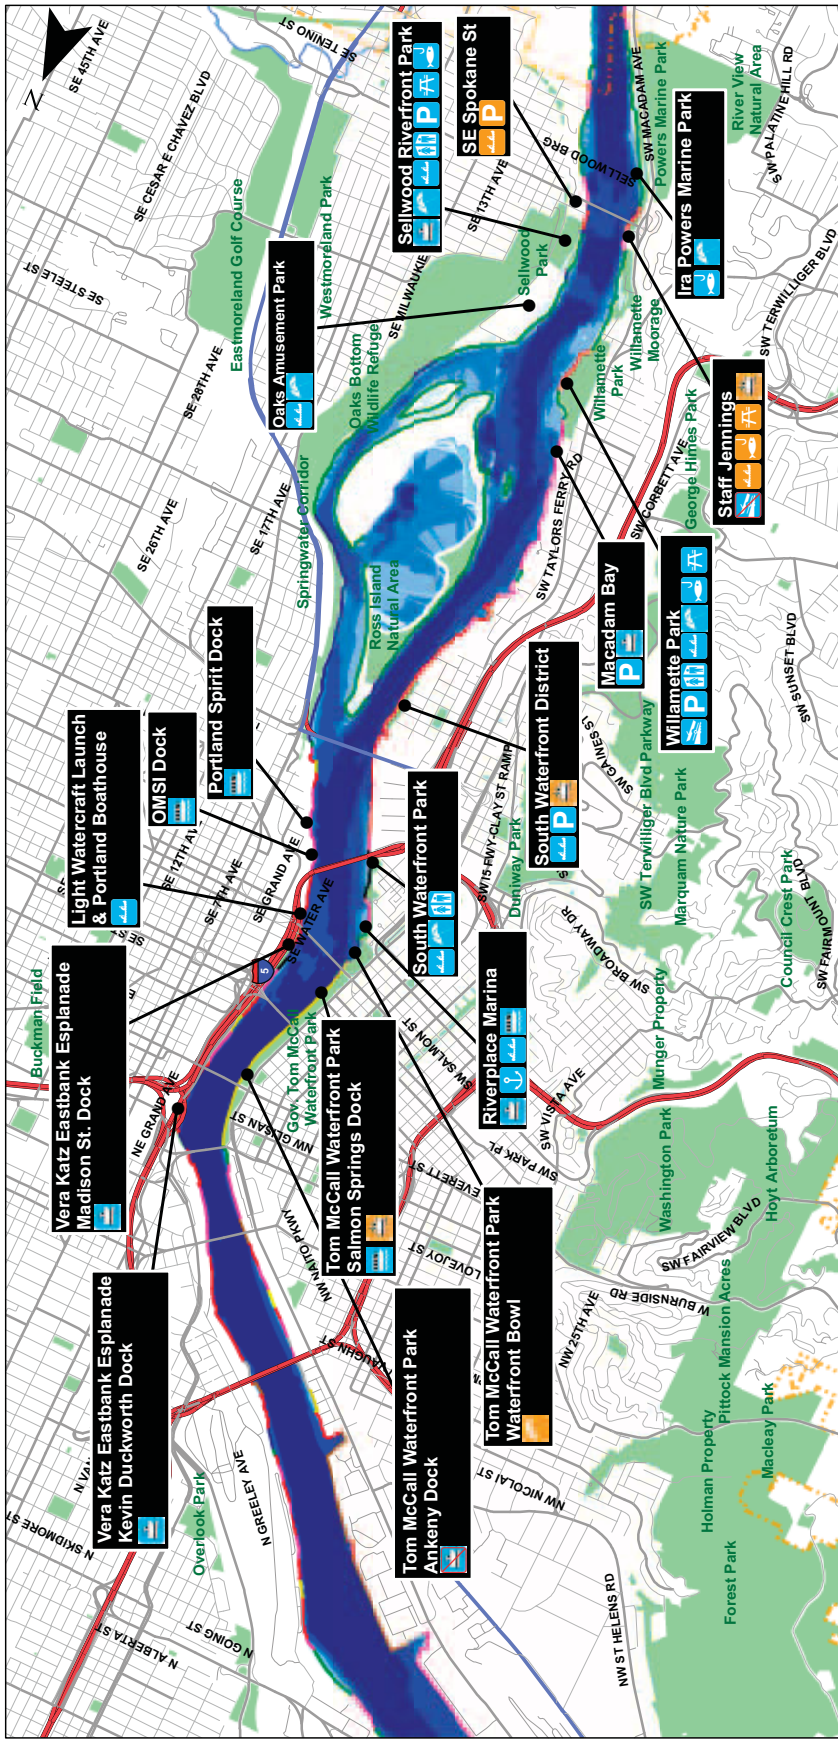 Z
SE 45TH AVE
SE TENINO ST
SE CESAR E CHAVEZ BLVD
SE STEELE ST
Eastmoreland Golf Course
Westmoreland Park
SE 28TH AVE
SE 26TH AVE
SE 17TH AVE
SE MILWAUKIE
SE 13TH AVE
Springwater Corridor
Oaks Bottom
Wildlife Refuge
Sellwood
Park
SELLWOOD BRG
SW MACADAM AVE
Powers Marine Park
River View
Natural Area
SW PALATINE HILL RD
SW TERWILLIGER BLVD
Sellwood Riverfront Park
P
SE Spokane St
P
Oaks Amusement Park
Ira Powers Marine Park
Staff Jennings
Willamette
Moorage
Willamette
Park
George Himes Park
SW CORBETT AVE
SW TAYLORS FERRY RD
Ross Island
Natural Area
Willamette Park
P
Macadam Bay
P
South Waterfront District
P
Portland Spirit Dock
OMSI Dock
Light Watercraft Launch
& Portland Boathouse
SE 12TH AVE
SE 7TH AVE
SE GRAND AVE
SE WATER AVE
5
South Waterfront Park
Riverplace Marina
SW I5 FWY-CLAY ST RAMP
Duniway Park
SW GAINES ST
SW Terwilliger Blvd Parkway
Marquam Nature Park
SW SUNSET BLVD
Council Crest Park
SW FAIRMOUNT BLVD
SW BROADWAY DR
Vera Katz Eastbank Esplanade
Madison St. Dock
Buckman Field
NE GRAND AVE
Gov. Tom McCall
Waterfront Park
Tom McCall Waterfront Park
Salmon Springs Dock
SW SALMON ST
SW VISTA AVE
SW PARK PL
Munger Property
Washington Park
Hoyt Arboretum
SW FAIRVIEW BLVD
W BURNSIDE RD
Pittock Mansion Acres
NW GLISAN ST
EVERETT ST
LOVEJOY ST
NW NAITO PKWY
VAUGHN ST
NW 25TH AVE
Vera Katz Eastbank Esplanade
Kevin Duckworth Dock
Tom McCall Waterfront Park
Waterfront Bowl
Tom McCall Waterfront Park
Ankeny Dock
Holman Property
Macleay Park
Forest Park
NW NICOLAI ST
NW ST HELENS RD
Overlook Park
N GREELEY AVE
N SKIDMORE ST
N GOING ST
N ALBERTA ST